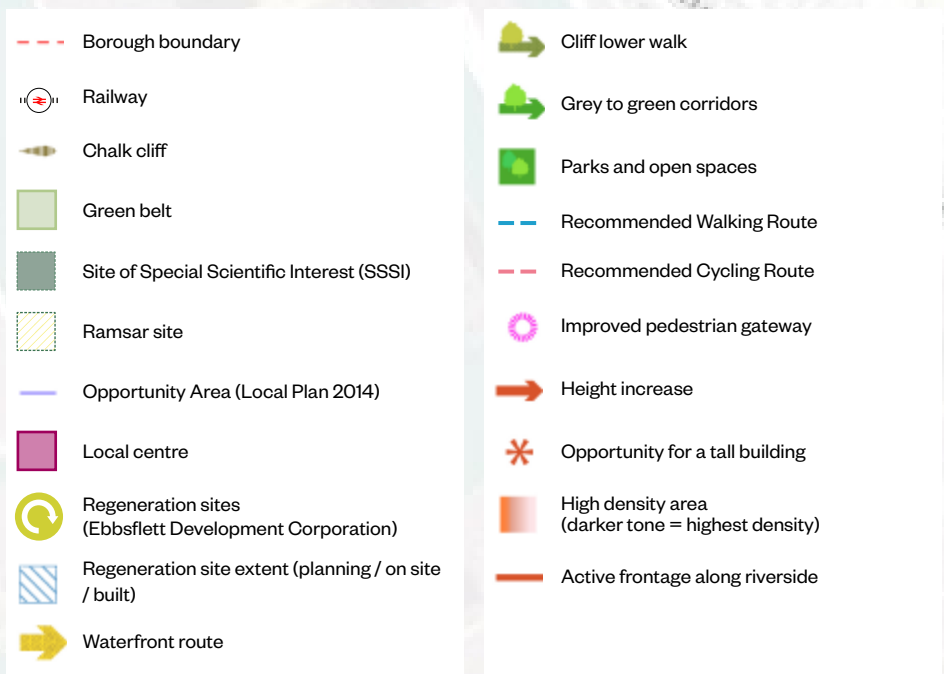 Borough boundary
Railway
Chalk cliff
Green belt
Site of Special Scientific Interest (SSSI)
Ramsar site
Opportunity Area (Local Plan 2014)
Local centre
Regeneration sites
(Ebbsflett Development Corporation)
Regeneration site extent (planning / on site
/ built)
Waterfront route
Cliff lower walk
Grey to green corridors
Parks and open spaces
Recommended Walking Route
Recommended Cycling Route
Improved pedestrian gateway
Height increase
Opportunity for a tall building
High density area
(darker tone = highest density)
Active frontage along riverside